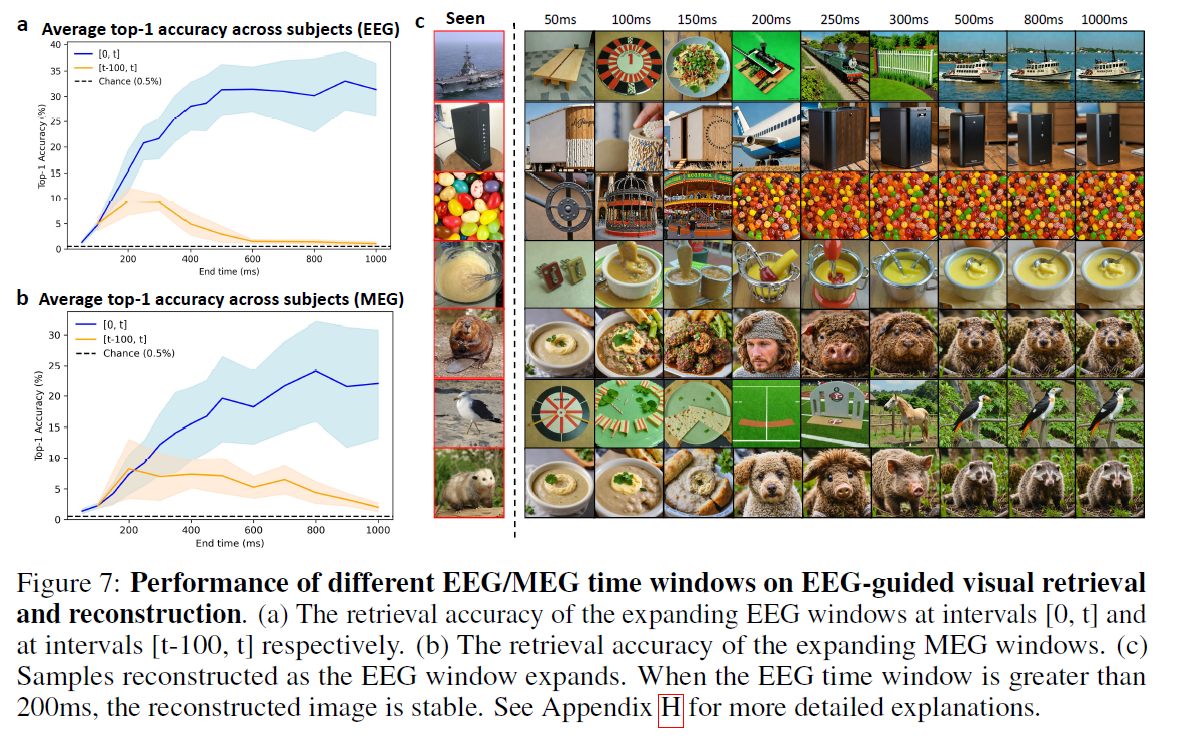 a Average top-1 accuracy across subjects (EEG)
40
35
30
25
20
15
10
5
0
Top-1 Accuracy (%)
[0, t]
[t-100, t]
Chance (0.5%)
200 400 600 800 1000
End time (ms)
b Average top-1 accuracy across subjects (MEG)
30
25
20
15
10
5
0
Top-1 Accuracy (%)
[0, t]
[t-100, t]
Chance (0.5%)
200 400 600 800 1000
End time (ms)
c Seen 50ms 100ms 150ms 200ms 250ms 300ms 500ms 800ms 1000ms
Figure 7: Performance of different EEG/MEG time windows on EEG-guided visual retrieval
and reconstruction. (a) The retrieval accuracy of the expanding EEG windows at intervals [0, t] and
at intervals [t-100, t] respectively. (b) The retrieval accuracy of the expanding MEG windows. (c)
Samples reconstructed as the EEG window expands. When the EEG time window is greater than
200ms, the reconstructed image is stable. See Appendix H for more detailed explanations.